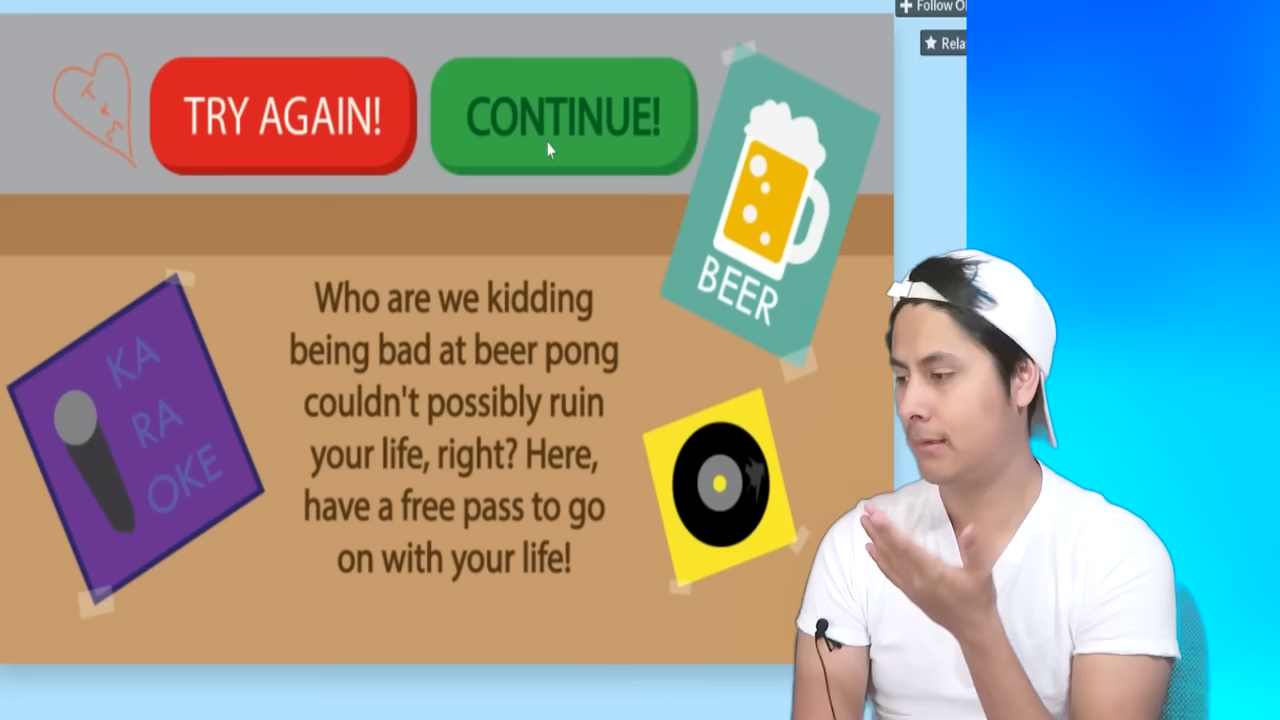 Follow O
Rela
TRY AGAIN!
CONTINUE!
BEER
KA
RA
OKE
Who are we kidding
being bad at beer pong
couldn't possibly ruin
your life, right? Here,
have a free pass to go
on with your life!